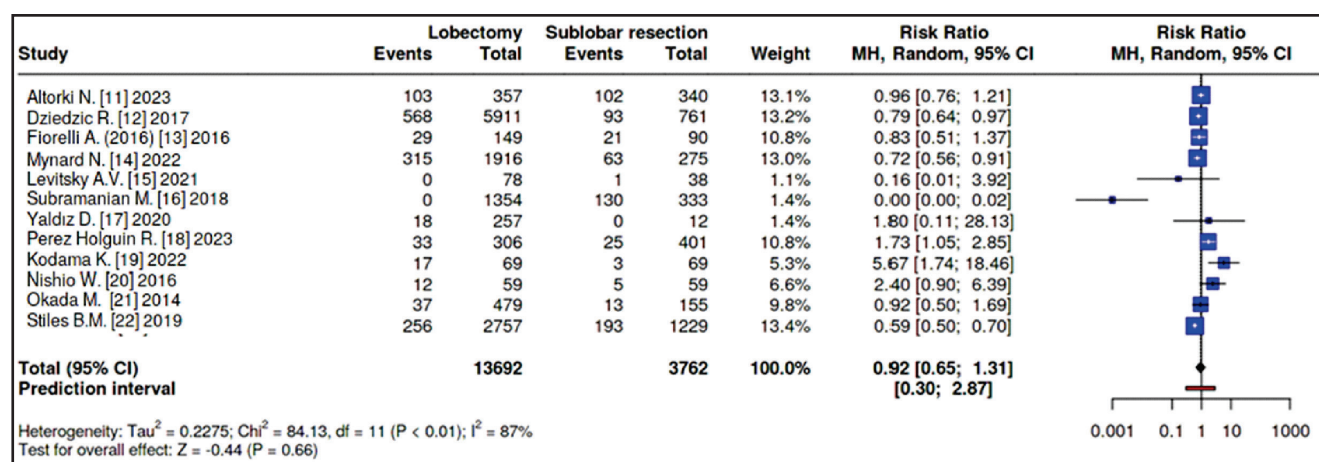 Lobectomy Sublobar resection Risk Ratio Risk Ratio
Study Events Total Events Total Weight MH, Random, 95% CI MH, Random, 95% CI
Altorki N. [11] 2023 103 357 102 340 13.1% 0.96 [0.76; 1.21]
Dziedzic R. [12] 2017 568 5911 93 761 13.2% 0.79 [0.64; 0.97]
Fiorelli A. (2016) [13] 2016 29 149 21 90 10.8% 0.83 [0.51; 1.37]
Mynard N. [14] 2022 315 1916 63 275 13.0% 0.72 [0.56; 0.91]
Levitsky A.V. [15] 2021 0 78 1 38 1.1% 0.16 [0.01; 3.92]
Subramanian M. [16] 2018 0 1354 130 333 1.4% 0.00 [0.00; 0.02]
Yaldız D. [17] 2020 18 257 0 12 1.4% 1.80 [0.11; 28.13]
Perez Holguin R. [18] 2023 33 306 25 401 10.8% 1.73 [1.05; 2.85]
Kodama K. [19] 2022 17 69 3 69 5.3% 5.67 [1.74; 18.46]
Nishio W. [20] 2016 12 59 5 59 6.6% 2.40 [0.90; 6.39]
Okada M. [21] 2014 37 479 13 155 9.8% 0.92 [0.50; 1.69]
Stiles B.M. [22] 2019 256 2757 193 1229 13.4% 0.59 [0.50; 0.70]
Total (95% CI) 13692 3762 100.0% 0.92 [0.65; 1.31]
Prediction interval [0.30; 2.87]
Heterogeneity: Tau² = 0.2275; Chi² = 84.13, df = 11 (P < 0.01); I² = 87%
Test for overall effect: Z = -0.44 (P = 0.66)
0.001 0.1 1 10 1000